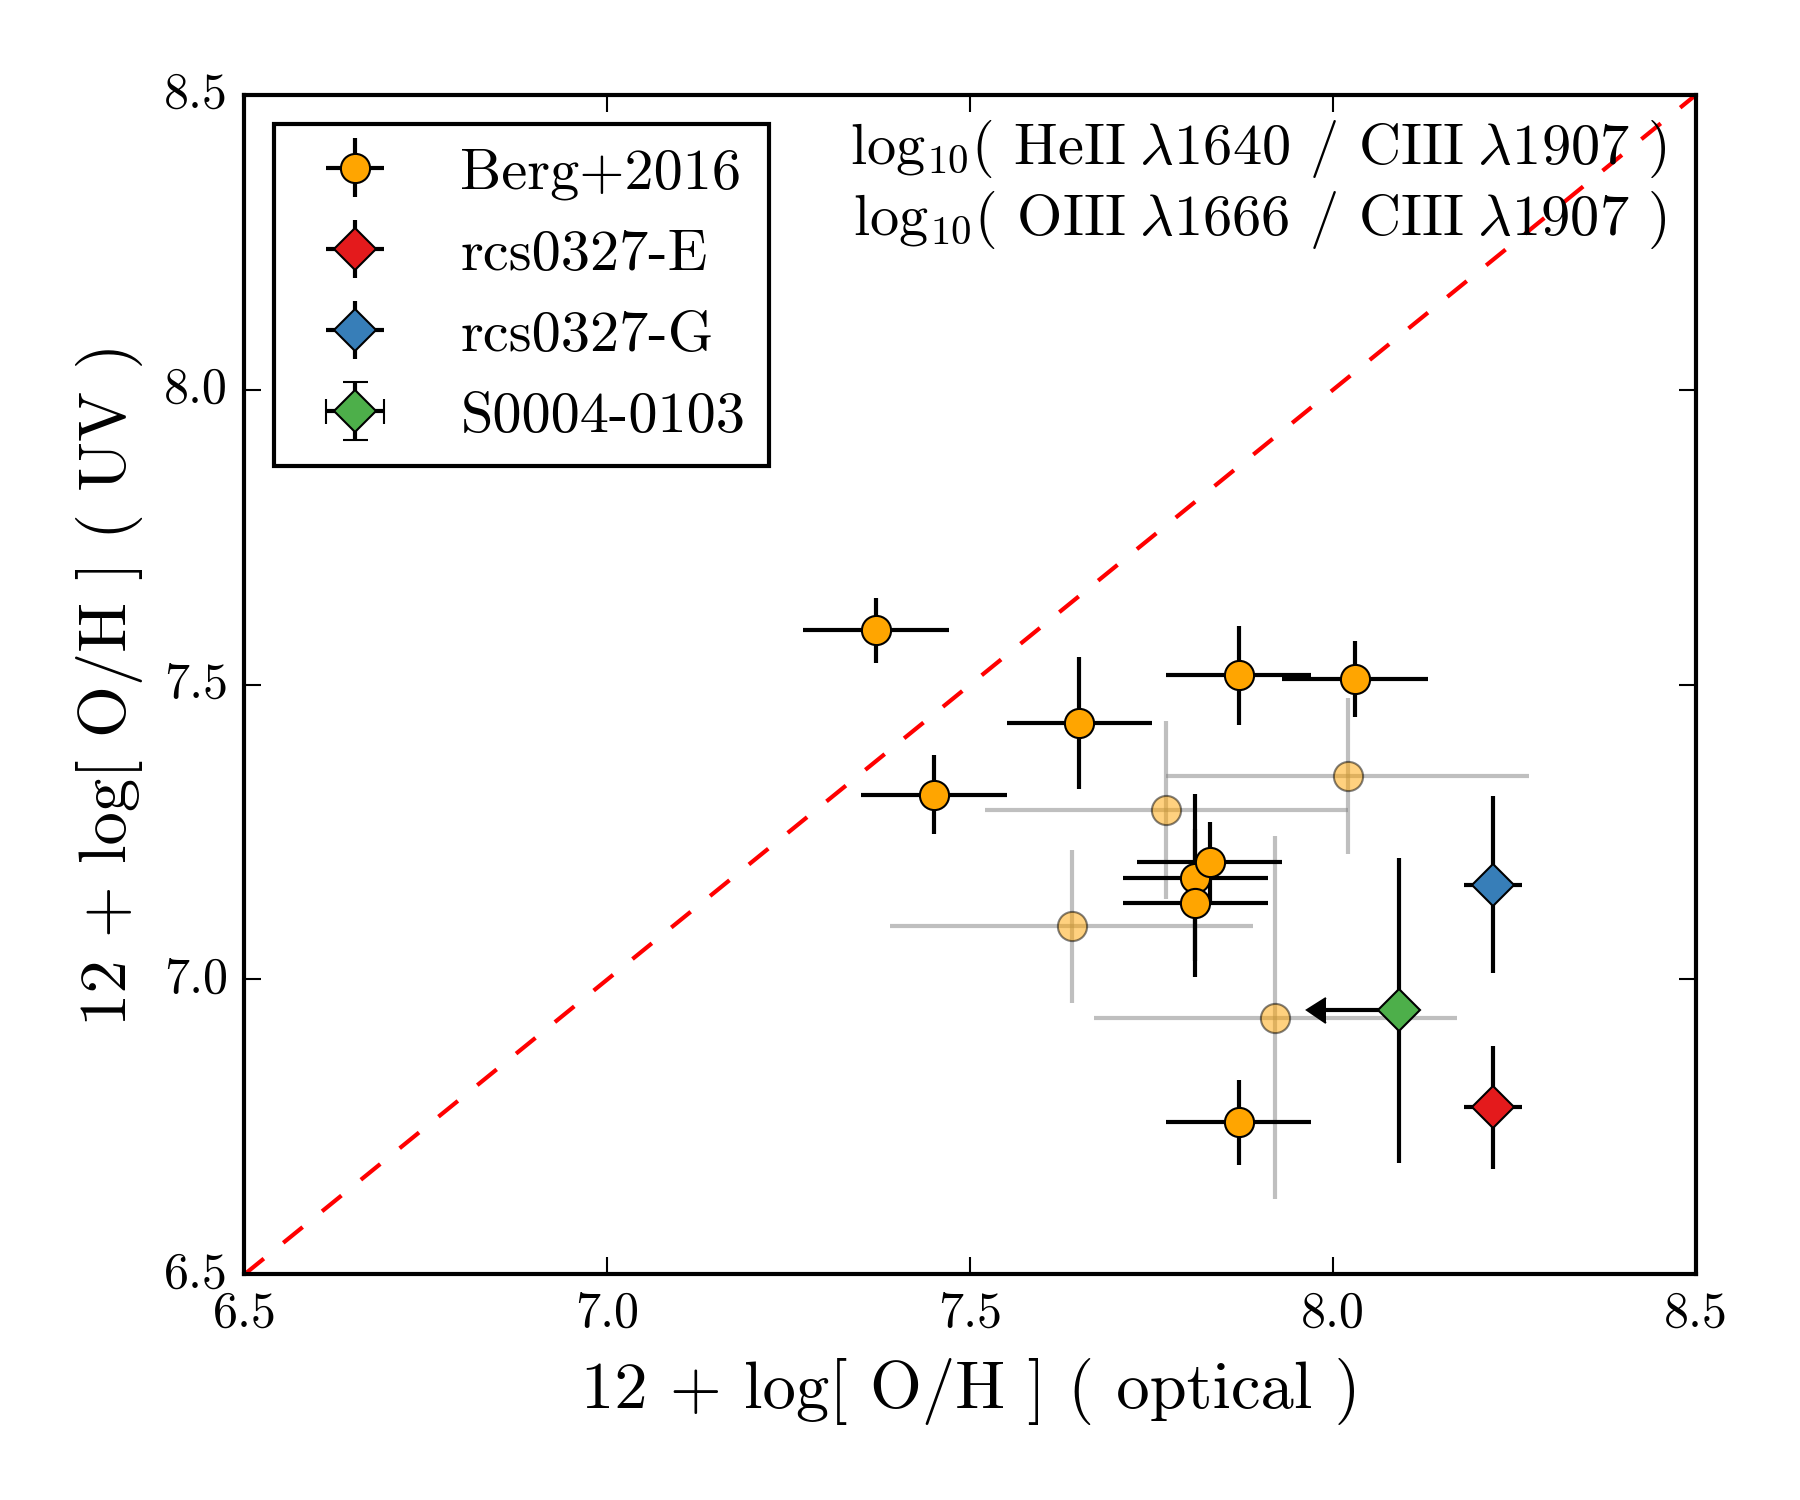 8.5
8.0
7.5
7.0
6.5
12 + log[ O/H ] ( UV )
Berg+2016
rcs0327-E
rcs0327-G
S0004-0103
log₁₀( HeII λ1640 / CIII λ1907 )
log₁₀( OIII λ1666 / CIII λ1907 )
6.5 7.0 7.5 8.0 8.5
12 + log[ O/H ] ( optical )